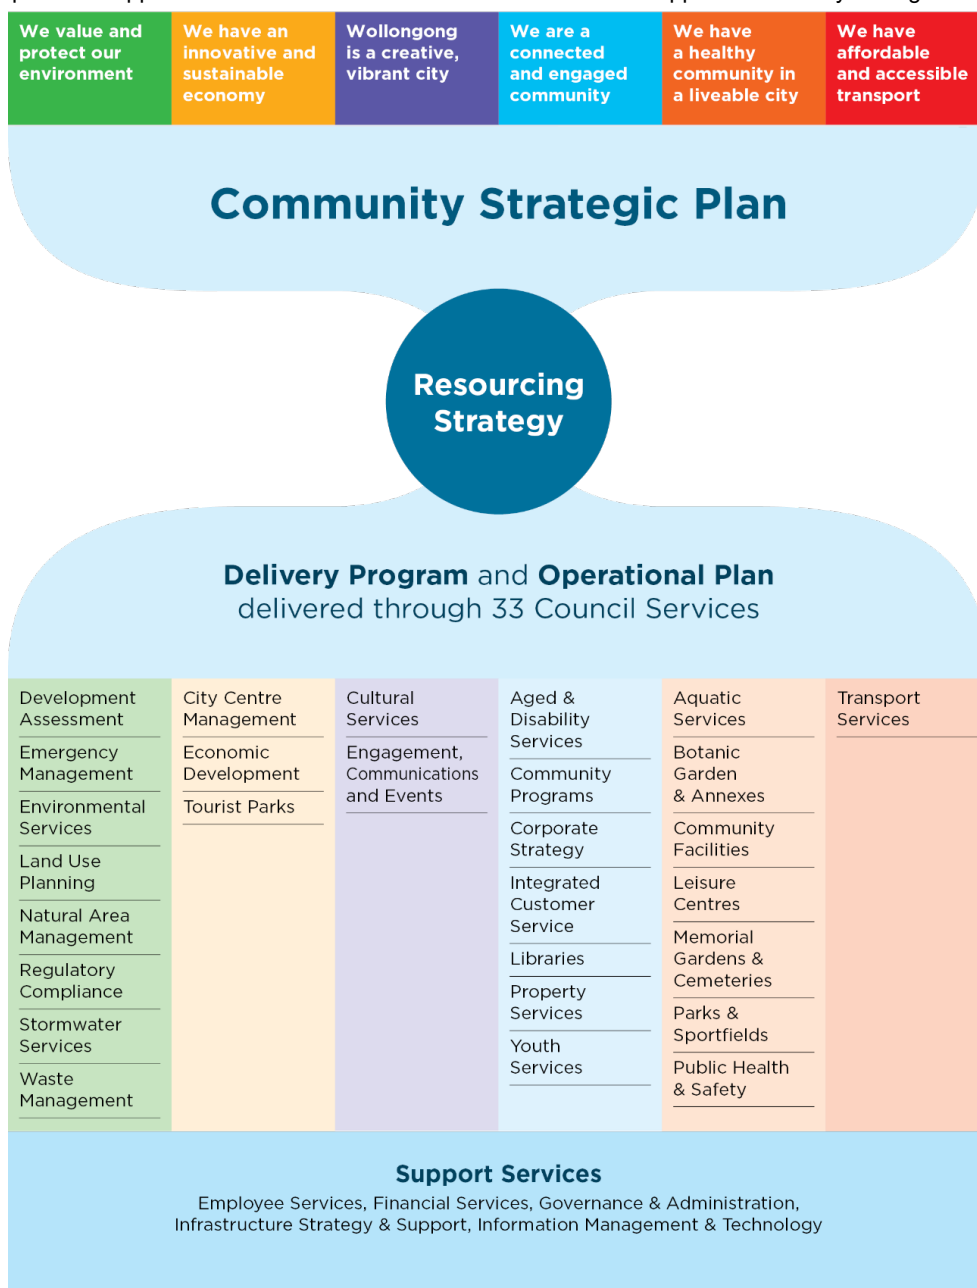 We value and
protect our
environment
We have an
innovative and
sustainable
economy
Wollongong
is a creative,
vibrant city
We are a
connected
and engaged
community
We have
a healthy
community in
a liveable city
We have
affordable
and accessible
transport
Community Strategic Plan
Resourcing
Strategy
Delivery Program and Operational Plan
delivered through 33 Council Services
Development
Assessment
Emergency
Management
Environmental
Services
Land Use
Planning
Natural Area
Management
Regulatory
Compliance
Stormwater
Services
Waste
Management
City Centre
Management
Economic
Development
Tourist Parks
Cultural
Services
Engagement,
Communications
and Events
Aged &
Disability
Services
Community
Programs
Corporate
Strategy
Integrated
Customer
Service
Libraries
Property
Services
Youth
Services
Aquatic
Services
Botanic
Garden
& Annexes
Community
Facilities
Leisure
Centres
Memorial
Gardens &
Cemeteries
Parks &
Sportfields
Public Health
& Safety
Transport
Services
Support Services
Employee Services, Financial Services, Governance & Administration,
Infrastructure Strategy & Support, Information Management & Technology